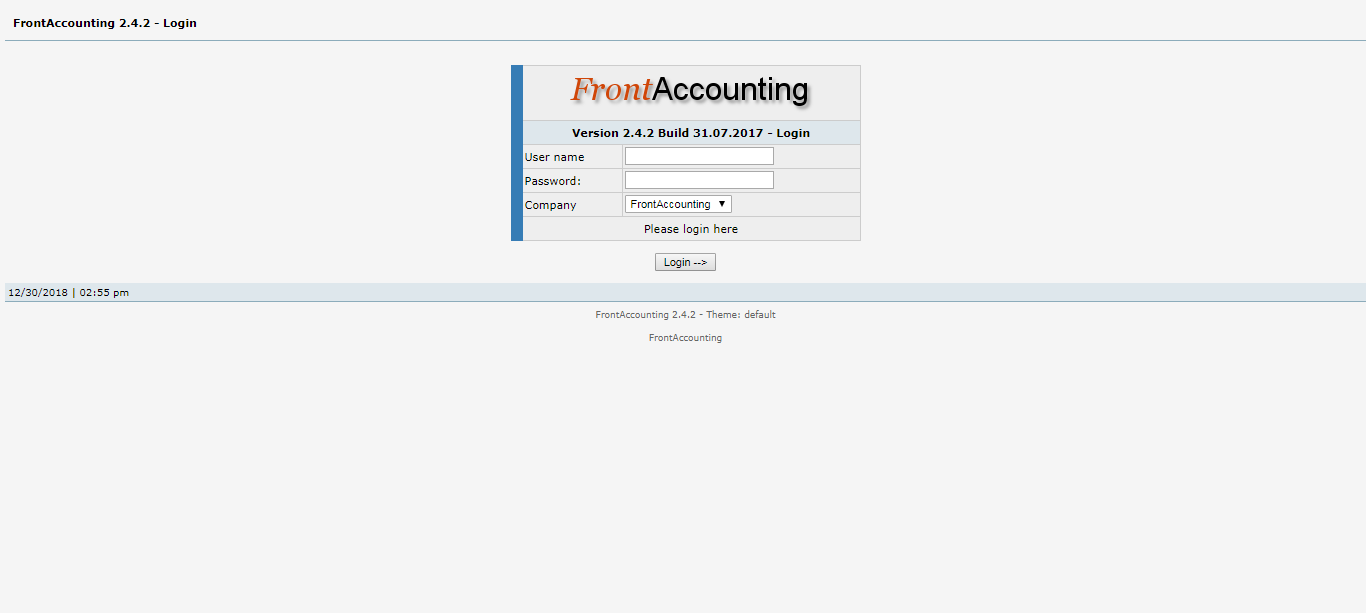 FrontAccounting 2.4.2 - Login
FrontAccounting
Version 2.4.2 Build 31.07.2017 - Login
User name
Password:
Company FrontAccounting ▼
Please login here
Login -->
12/30/2018 | 02:55 pm
FrontAccounting 2.4.2 - Theme: default
FrontAccounting